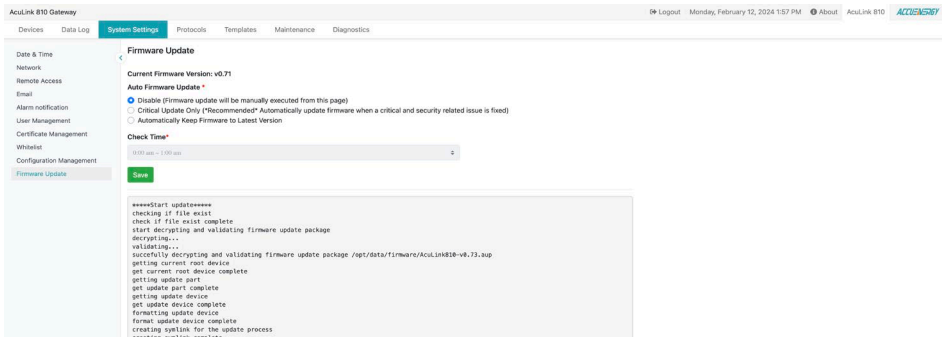 AcuLink 810 Gateway
Logout Monday, February 12, 2024 1:57 PM About AcuLink 810 ACCUENERGY
Devices Data Log System Settings Protocols Templates Maintenance Diagnostics
Date & Time
Network
Remote Access
Email
Alarm notification
User Management
Certificate Management
Whitelist
Configuration Management
Firmware Update
Firmware Update
Current Firmware Version: v0.71
Auto Firmware Update *
Disable (Firmware update will be manually executed from this page)
Critical Update Only (*Recommended* Automatically update firmware when a critical and security related issue is fixed)
Automatically Keep Firmware to Latest Version
Check Time*
0:00 am - 1:00 am
Save
*****Start update*****
checking if file exist
check if file exist complete
start decrypting and validating firmware update package
decrypting...
validating...
succefully decrypting and validating firmware update package /opt/data/firmware/AcuLink810-v0.73.aup
getting current root device
get current root device complete
getting update part
get update part complete
getting update device
get update device complete
formatting update device
format update device complete
creating symlink for the update process
creating symlink complete